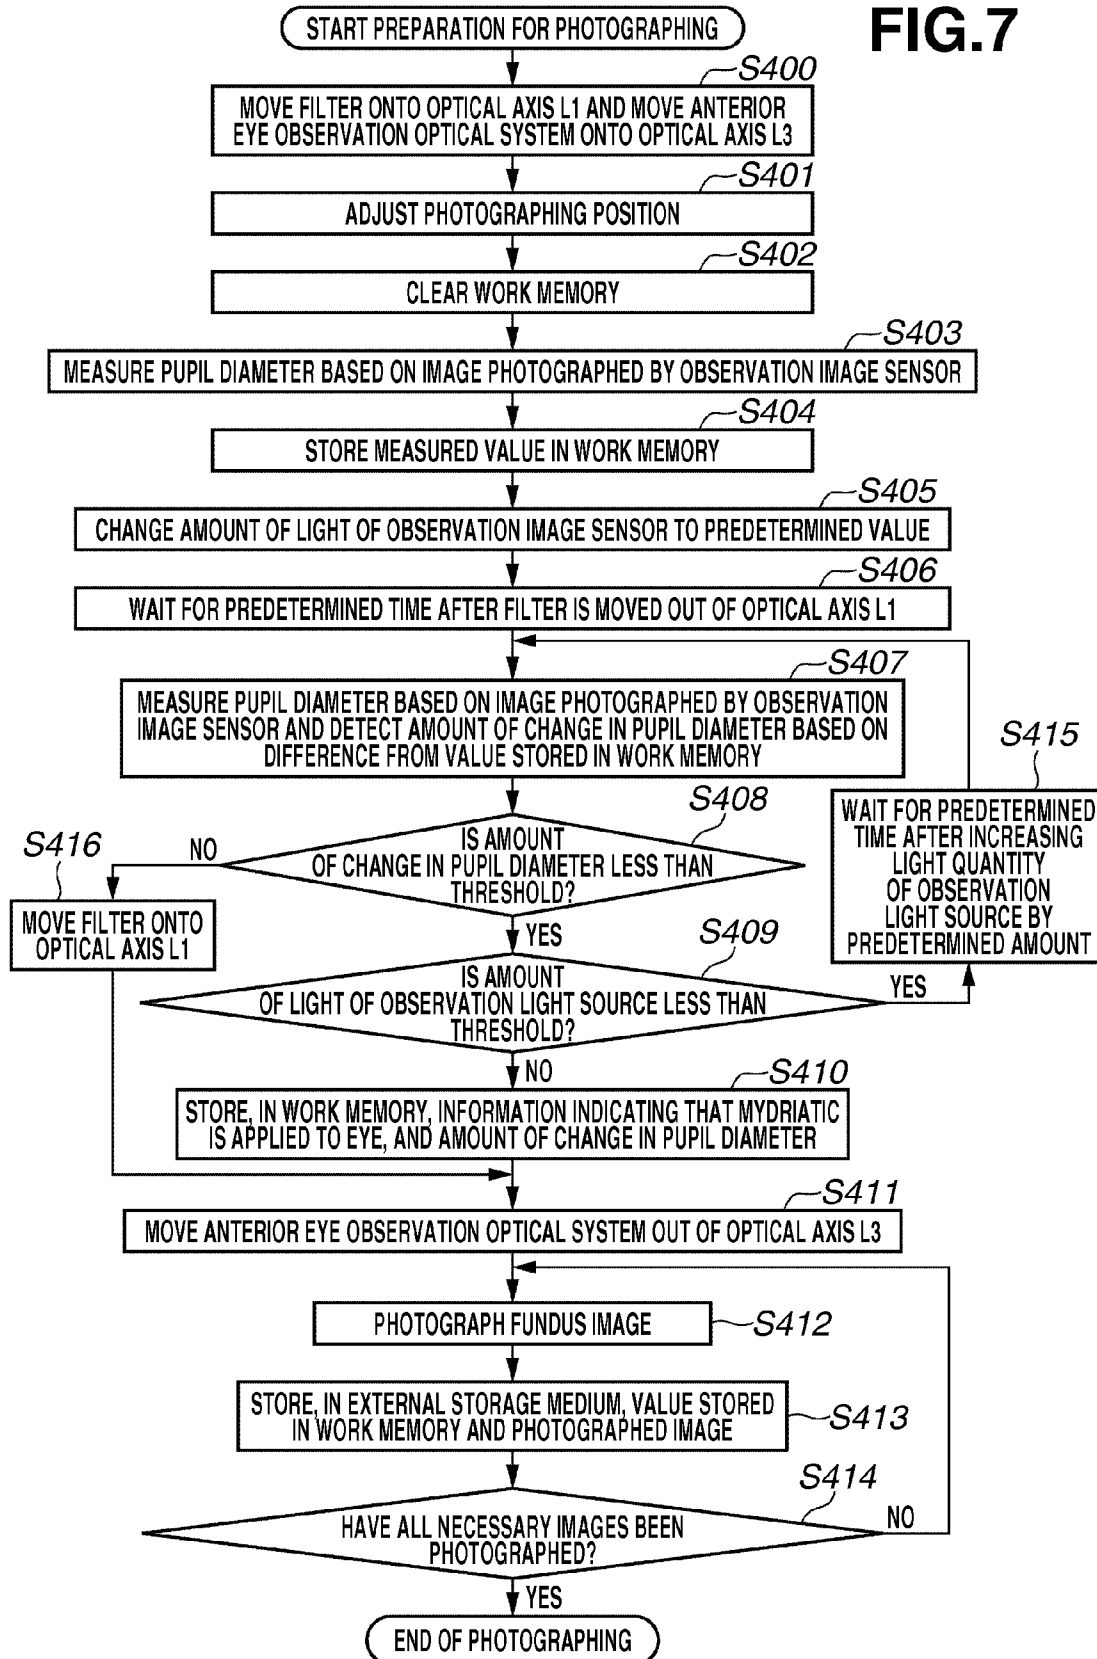 FIG.7
START PREPARATION FOR PHOTOGRAPHING
S400
MOVE FILTER ONTO OPTICAL AXIS L1 AND MOVE ANTERIOR
EYE OBSERVATION OPTICAL SYSTEM ONTO OPTICAL AXIS L3
S401
ADJUST PHOTOGRAPHING POSITION
S402
CLEAR WORK MEMORY
S403
MEASURE PUPIL DIAMETER BASED ON IMAGE PHOTOGRAPHED BY OBSERVATION IMAGE SENSOR
S404
STORE MEASURED VALUE IN WORK MEMORY
S405
CHANGE AMOUNT OF LIGHT OF OBSERVATION IMAGE SENSOR TO PREDETERMINED VALUE
S406
WAIT FOR PREDETERMINED TIME AFTER FILTER IS MOVED OUT OF OPTICAL AXIS L1
S407
MEASURE PUPIL DIAMETER BASED ON IMAGE PHOTOGRAPHED BY OBSERVATION
IMAGE SENSOR AND DETECT AMOUNT OF CHANGE IN PUPIL DIAMETER BASED ON
DIFFERENCE FROM VALUE STORED IN WORK MEMORY
S415
WAIT FOR PREDETERMINED
TIME AFTER INCREASING
LIGHT QUANTITY
OF OBSERVATION
LIGHT SOURCE BY
PREDETERMINED AMOUNT
S408
IS AMOUNT
OF CHANGE IN PUPIL DIAMETER LESS THAN
THRESHOLD?
NO
S416
MOVE FILTER ONTO
OPTICAL AXIS L1
YES
S409
IS AMOUNT
OF LIGHT OF OBSERVATION LIGHT SOURCE LESS THAN
THRESHOLD?
YES
NO
S410
STORE, IN WORK MEMORY, INFORMATION INDICATING THAT MYDRIATIC
IS APPLIED TO EYE, AND AMOUNT OF CHANGE IN PUPIL DIAMETER
S411
MOVE ANTERIOR EYE OBSERVATION OPTICAL SYSTEM OUT OF OPTICAL AXIS L3
PHOTOGRAPH FUNDUS IMAGE
S412
STORE, IN EXTERNAL STORAGE MEDIUM, VALUE STORED
IN WORK MEMORY AND PHOTOGRAPHED IMAGE
S413
S414
HAVE ALL NECESSARY IMAGES BEEN
PHOTOGRAPHED?
NO
YES
END OF PHOTOGRAPHING